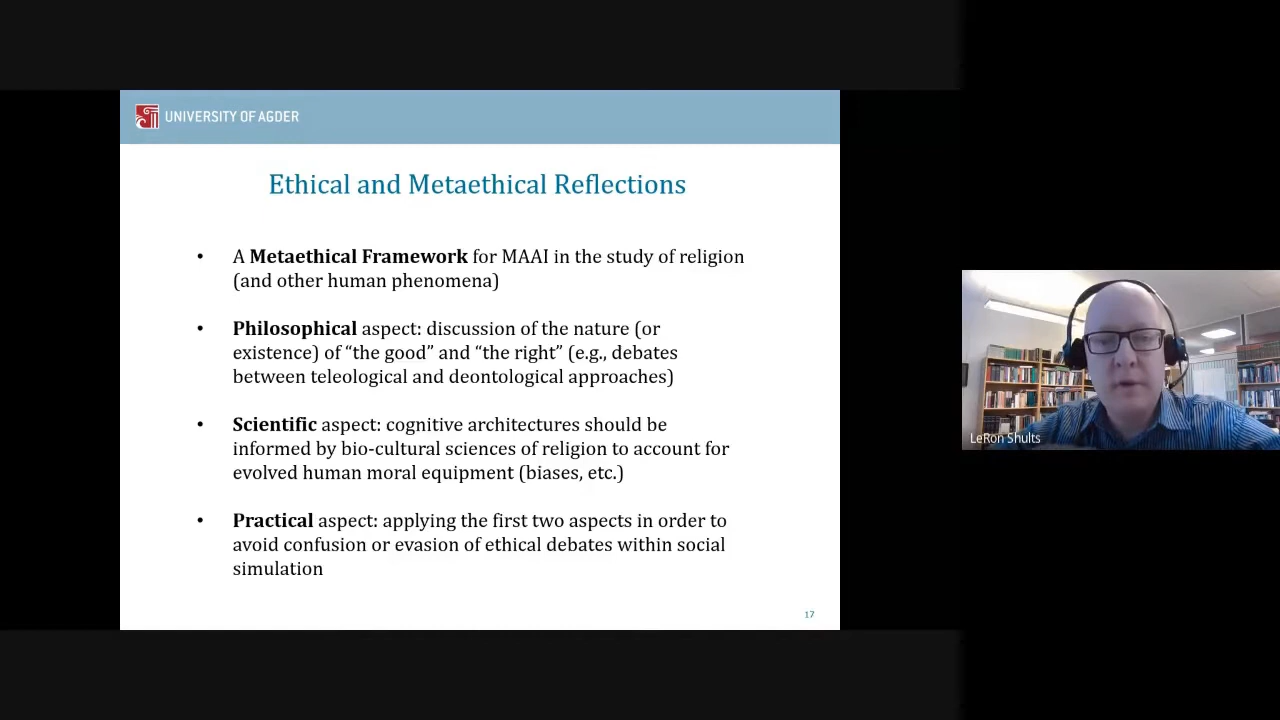 UNIVERSITY OF AGDER
Ethical and Metaethical Reflections
• A Metaethical Framework for MAAI in the study of religion
(and other human phenomena)
• Philosophical aspect: discussion of the nature (or
existence) of “the good” and “the right” (e.g., debates
between teleological and deontological approaches)
• Scientific aspect: cognitive architectures should be
informed by bio-cultural sciences of religion to account for
evolved human moral equipment (biases, etc.)
• Practical aspect: applying the first two aspects in order to
avoid confusion or evasion of ethical debates within social
simulation
17
LeRon Shults